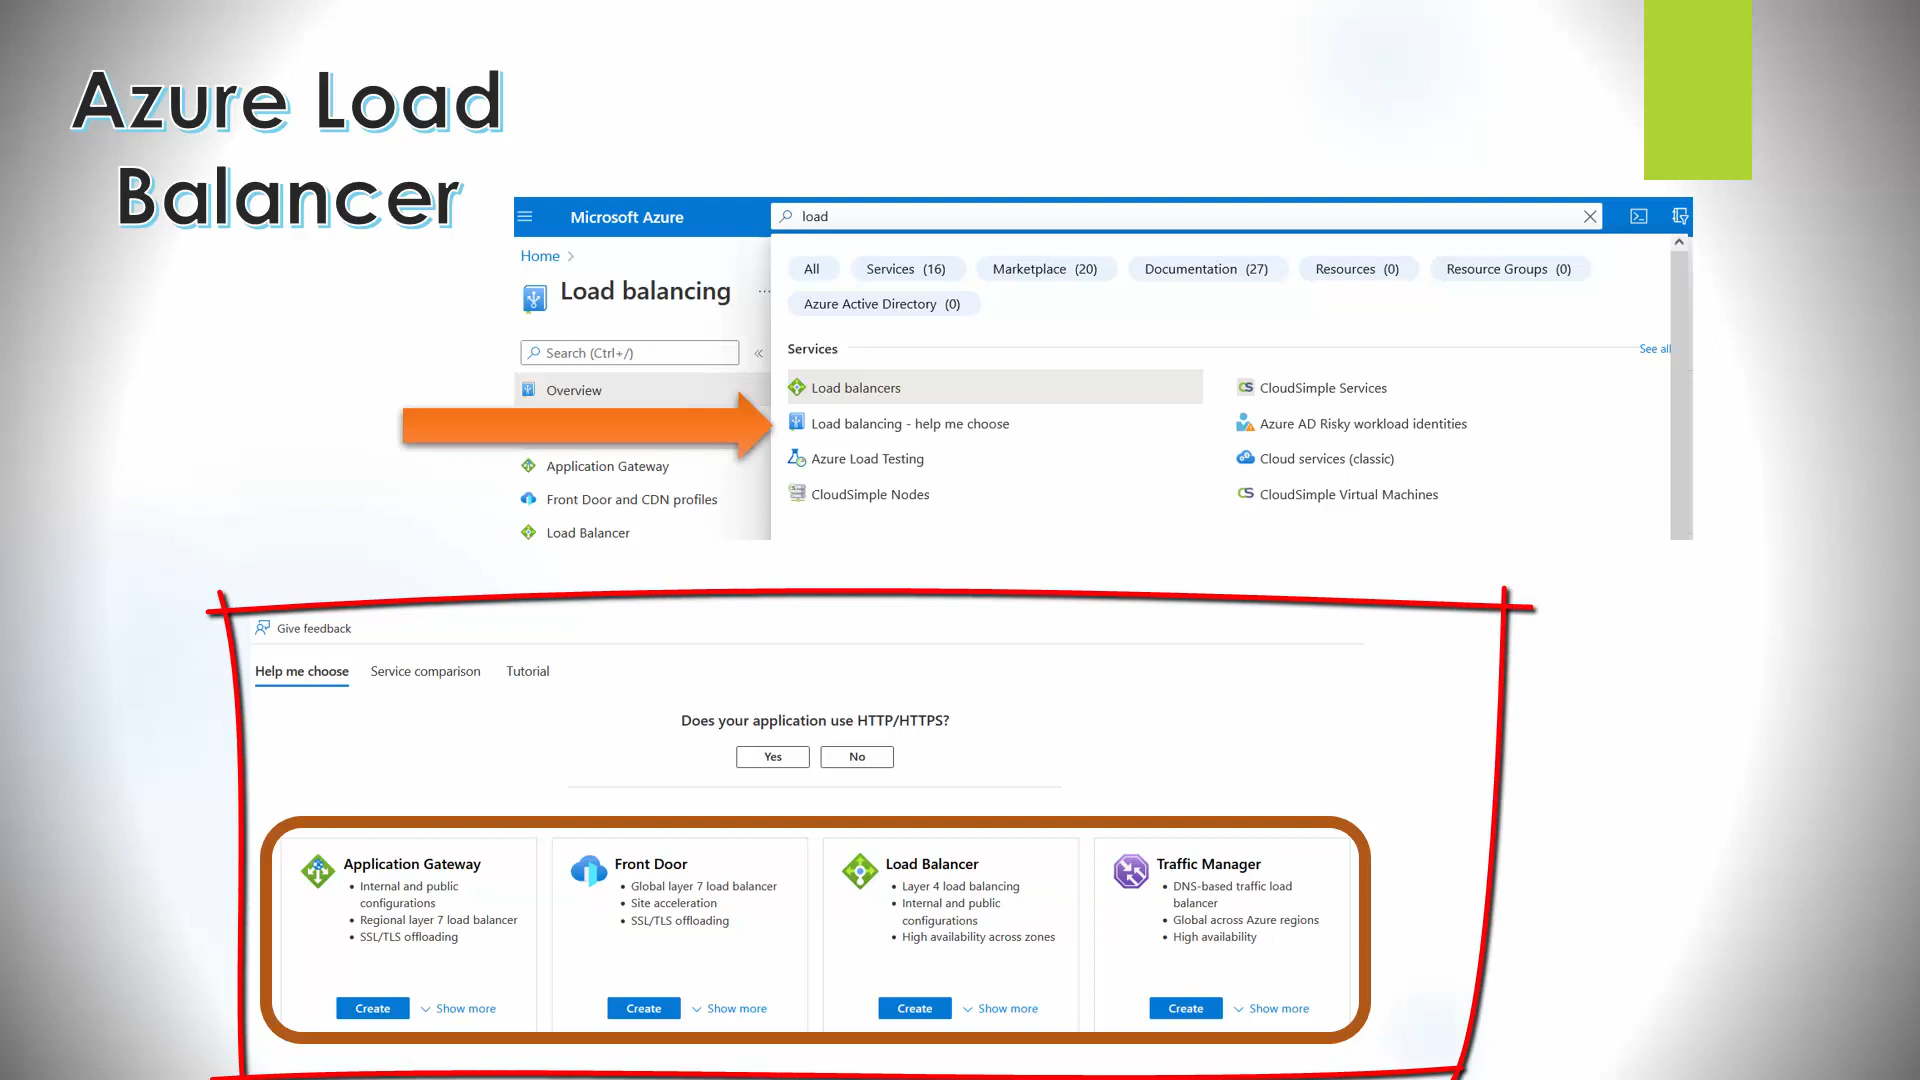 Azure Load
Balancer
Microsoft Azure
load
Home
Load balancing
...
Search (Ctrl+/)
«
Overview
Application Gateway
Front Door and CDN profiles
Load Balancer
All
Services (16)
Marketplace (20)
Documentation (27)
Resources (0)
Resource Groups (0)
Azure Active Directory (0)
Services
See all
Load balancers
Load balancing - help me choose
Azure Load Testing
CloudSimple Nodes
CS CloudSimple Services
Azure AD Risky workload identities
Cloud services (classic)
CS CloudSimple Virtual Machines
Give feedback
Help me choose
Service comparison
Tutorial
Does your application use HTTP/HTTPS?
Yes
No
Application Gateway
• Internal and public
configurations
• Regional layer 7 load balancer
• SSL/TLS offloading
Create
Show more
Front Door
• Global layer 7 load balancer
• Site acceleration
• SSL/TLS offloading
Create
Show more
Load Balancer
• Layer 4 load balancing
• Internal and public
configurations
• High availability across zones
Create
Show more
Traffic Manager
• DNS-based traffic load
balancer
• Global across Azure regions
• High availability
Create
Show more